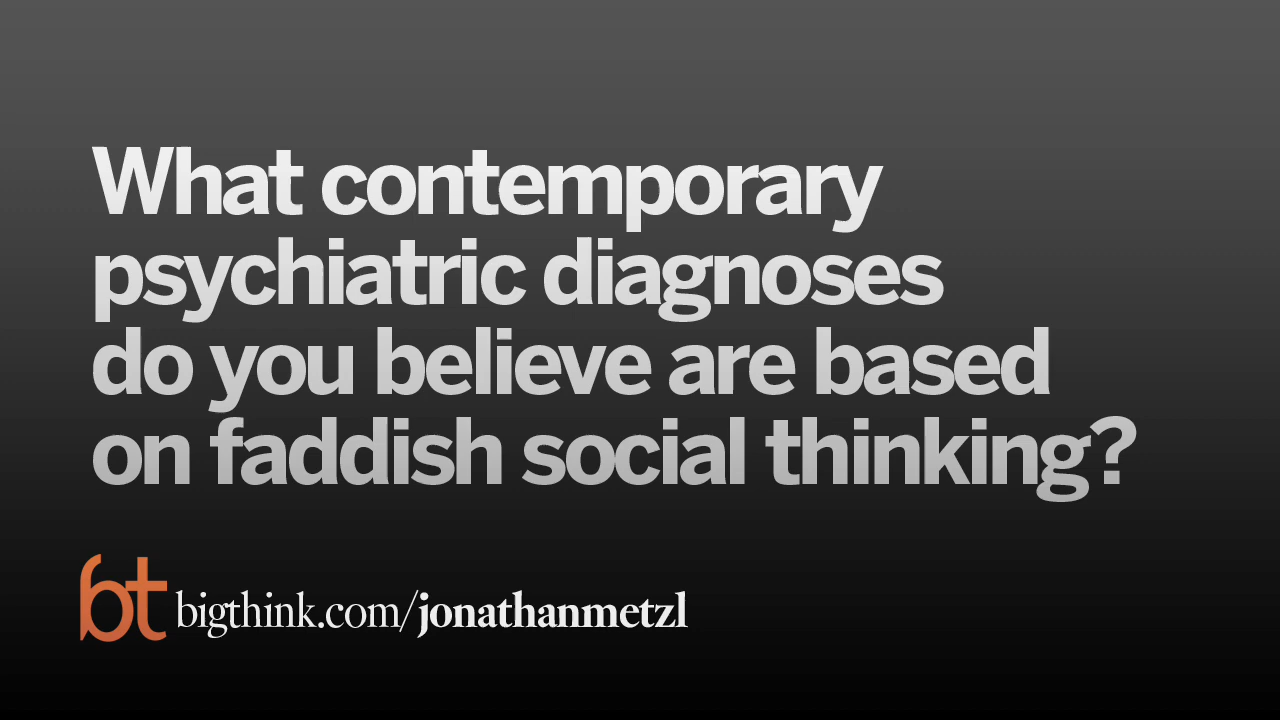 What contemporary
psychiatric diagnoses
do you believe are based
on faddish social thinking?
bt bigthink.com/jonathanmetzl